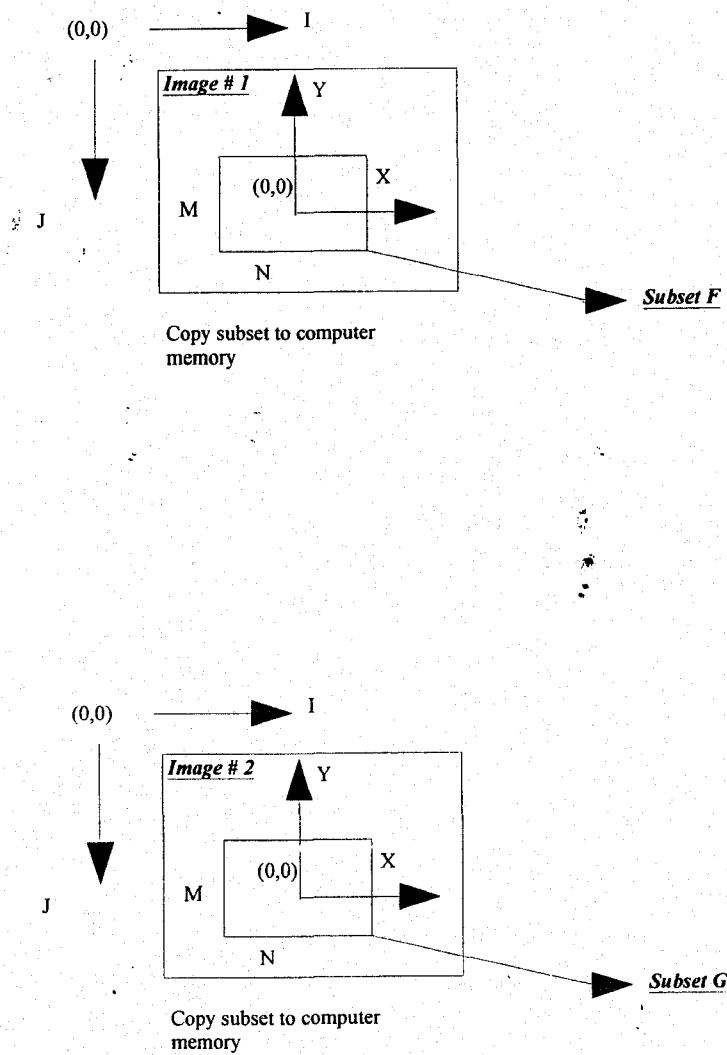 (0,0)
I
Image # 1
Y
(0,0)
X
M
J
N
Subset F
Copy subset to computer
memory
(0,0)
I
Image # 2
Y
(0,0)
X
M
J
N
Subset G
Copy subset to computer
memory